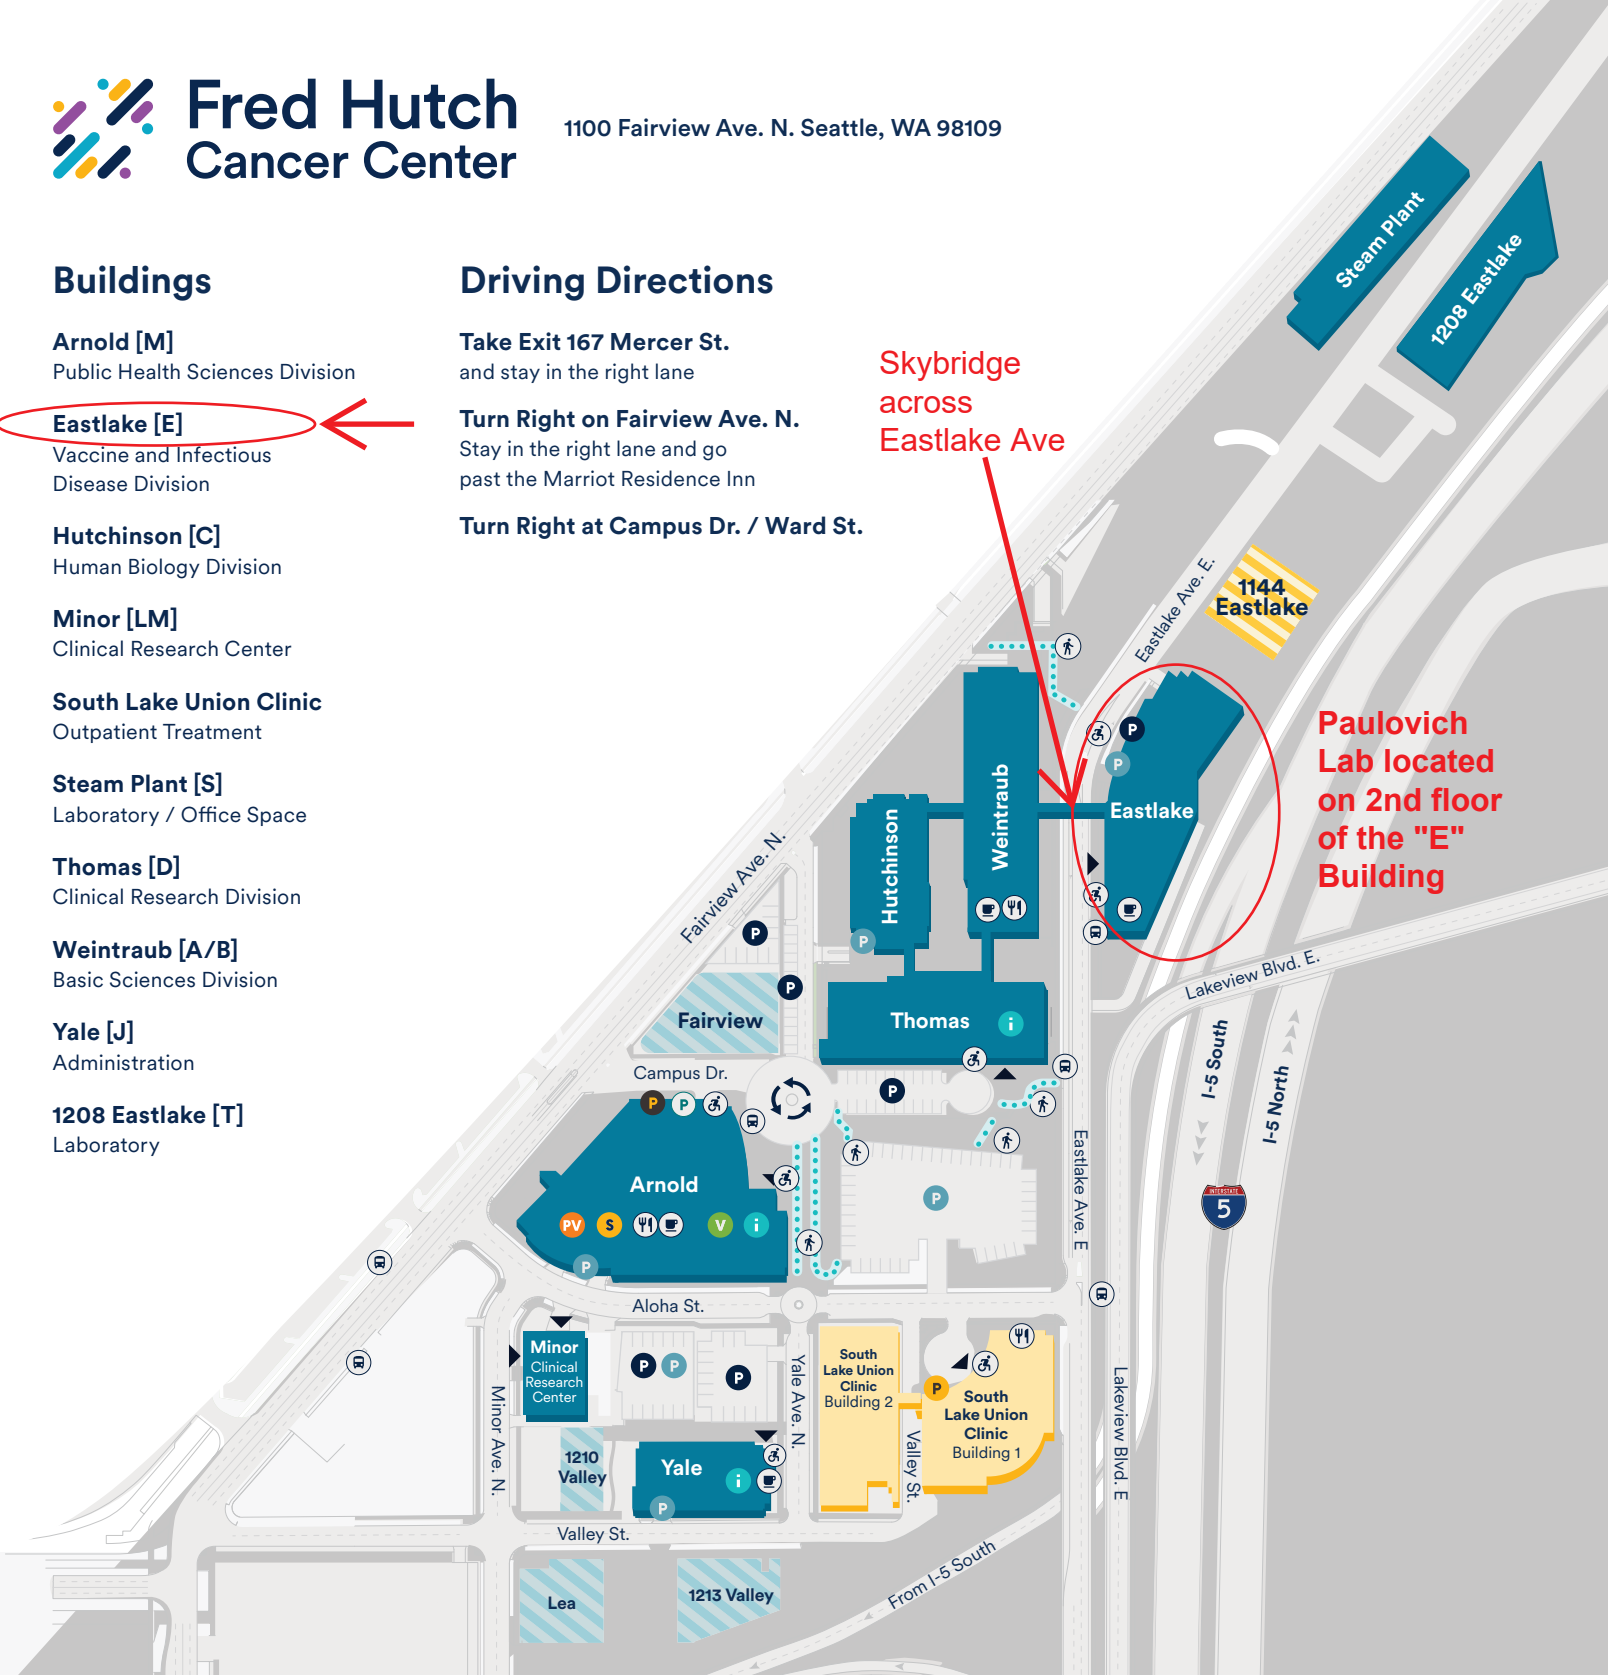 Fred Hutch
Cancer Center
1100 Fairview Ave. N. Seattle, WA 98109
Buildings
Arnold [M]
Public Health Sciences Division
Eastlake [E]
Vaccine and Infectious
Disease Division
Hutchinson [C]
Human Biology Division
Minor [LM]
Clinical Research Center
South Lake Union Clinic
Outpatient Treatment
Steam Plant [S]
Laboratory / Office Space
Thomas [D]
Clinical Research Division
Weintraub [A/B]
Basic Sciences Division
Yale [J]
Administration
1208 Eastlake [T]
Laboratory
Driving Directions
Take Exit 167 Mercer St.
and stay in the right lane
Turn Right on Fairview Ave. N.
Stay in the right lane and go
past the Marriot Residence Inn
Turn Right at Campus Dr. / Ward St.
Skybridge
across
Eastlake Ave
Steam Plant
1208 Eastlake
1144
Eastlake
Eastlake Ave. E.
P
P
Eastlake
Paulovich
Lab located
on 2nd floor
of the "E"
Building
Weintraub
Hutchinson
P
Fairview Ave. N.
P
P
Fairview
Thomas
i
Lakeview Blvd. E.
I-5 South
I-5 North
INTERSTATE
5
Campus Dr.
P
P
P
Arnold
PV
S
V
i
P
P
Eastlake Ave. E
Aloha St.
Minor
Clinical
Research
Center
P
P
P
Minor Ave. N.
Yale Ave. N.
South
Lake Union
Clinic
Building 2
P
South
Lake Union
Clinic
Building 1
Valley St.
Lakeview Blvd. E
1210
Valley
Yale
i
P
Valley St.
Lea
1213 Valley
From I-5 South